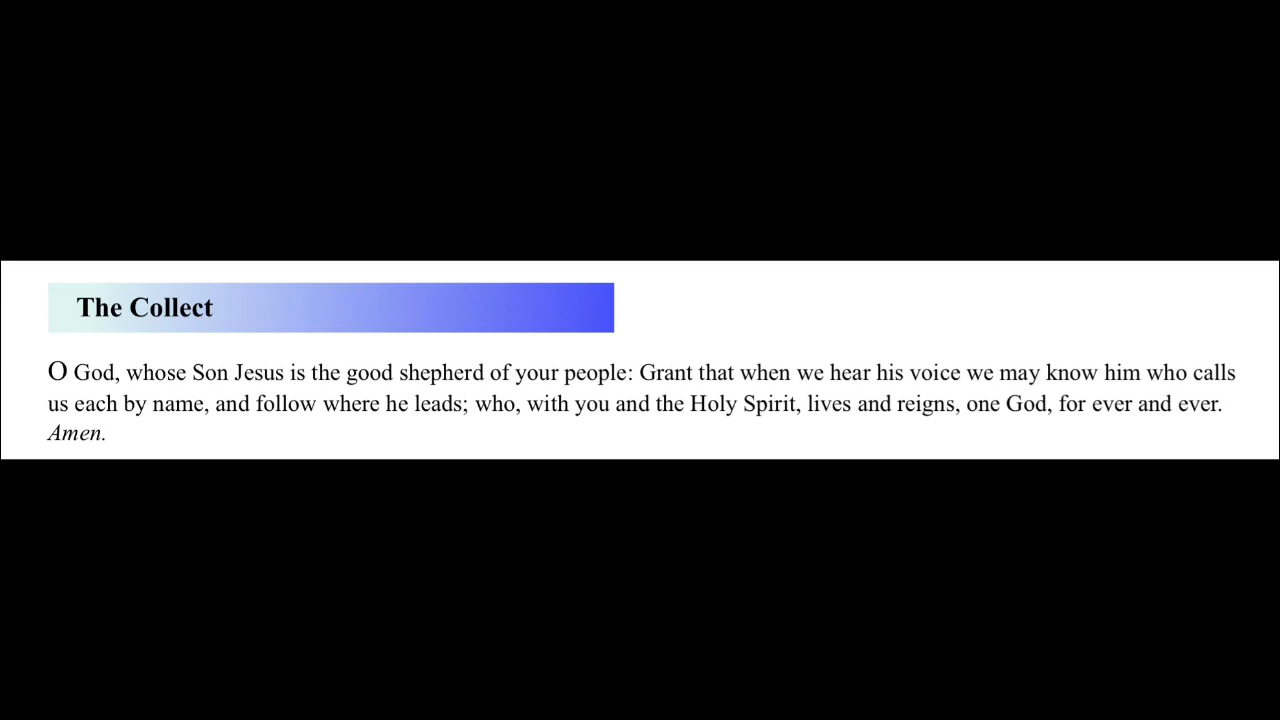 The Collect
O God, whose Son Jesus is the good shepherd of your people: Grant that when we hear his voice we may know him who calls
us each by name, and follow where he leads; who, with you and the Holy Spirit, lives and reigns, one God, for ever and ever.
Amen.